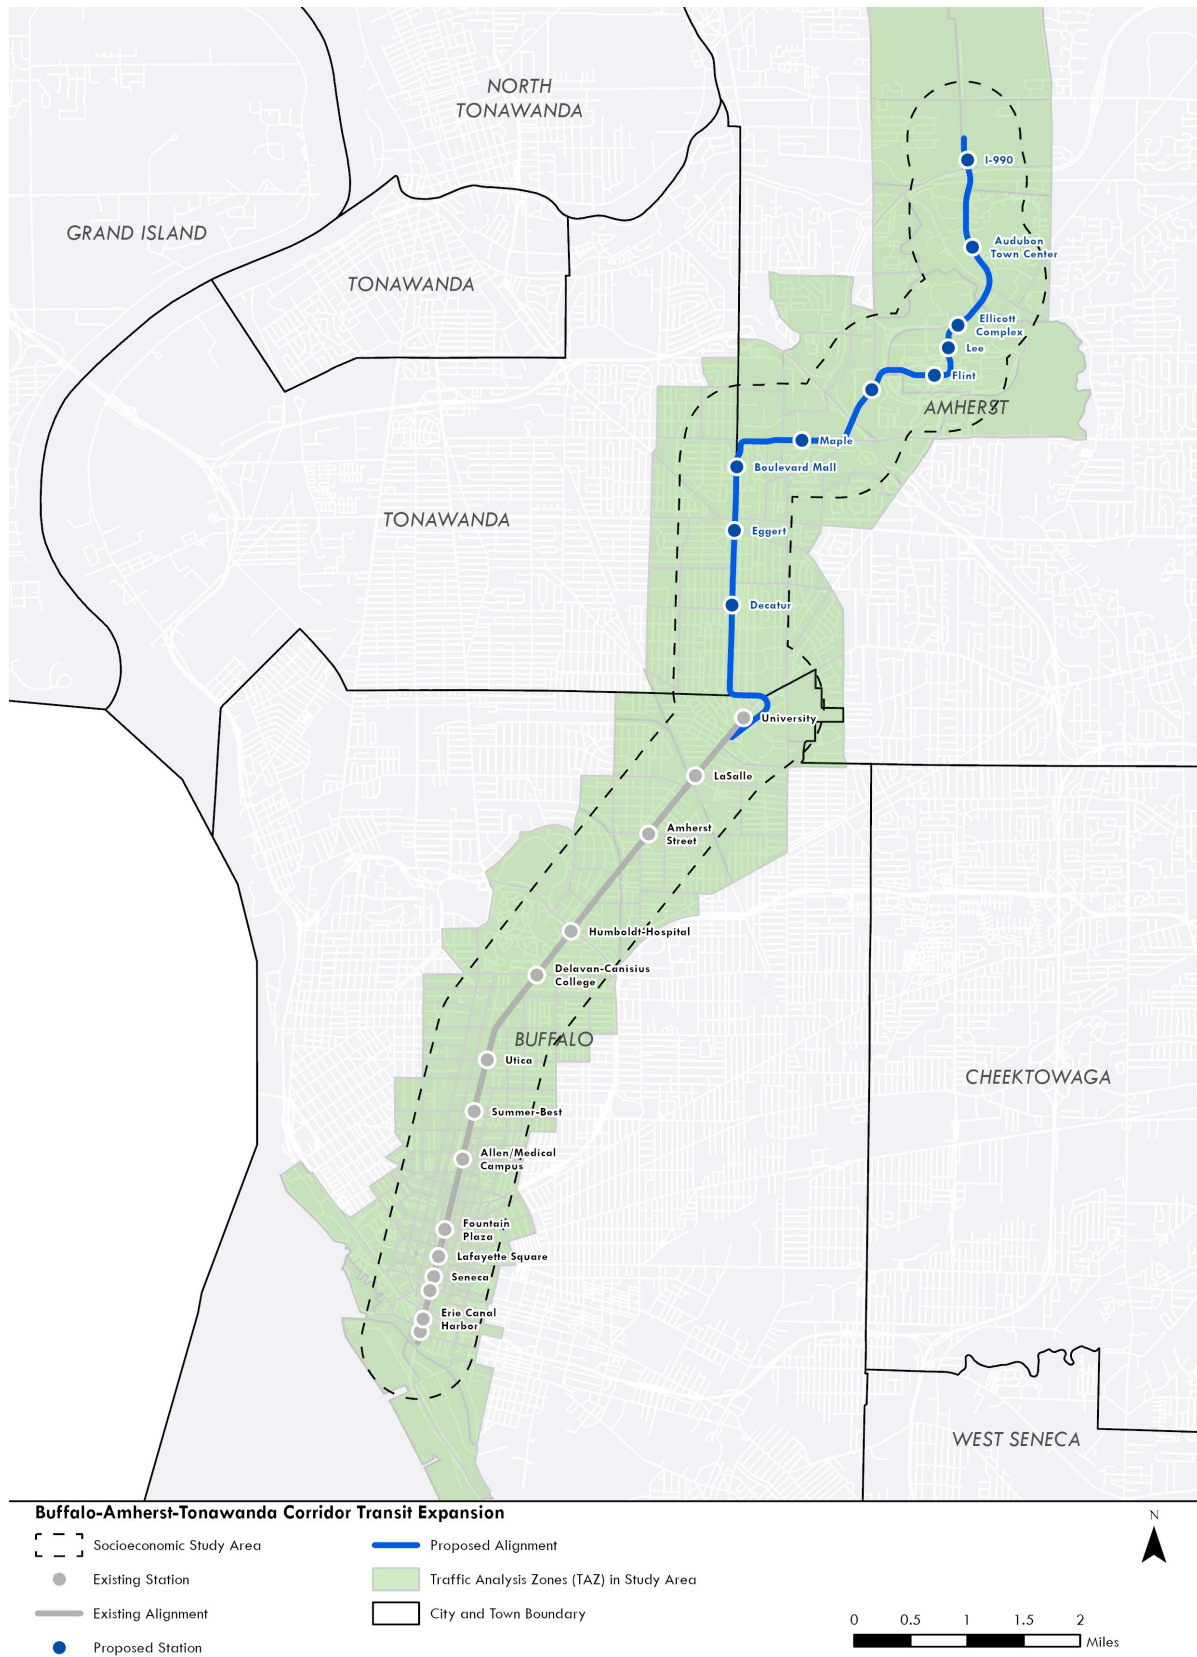 NORTH
TONAWANDA
I-990
GRAND ISLAND
Audubon
Town Center
TONAWANDA
Ellicott
Complex
Lee
Flint
AMHERST
Maple
Boulevard Mall
TONAWANDA
Eggert
Decatur
University
LaSalle
Amherst
Street
Humboldt-Hospital
Delavan-Canisius
College
BUFFALO
Utica
CHEEKTOWAGA
Summer-Best
Allen/Medical
Campus
Fountain
Plaza
Lafayette Square
Seneca
Erie Canal
Harbor
WEST SENECA
Buffalo-Amherst-Tonawanda Corridor Transit Expansion
Socioeconomic Study Area
Existing Station
Existing Alignment
Proposed Station
Proposed Alignment
Traffic Analysis Zones (TAZ) in Study Area
City and Town Boundary
N
0 0.5 1 1.5 2
Miles